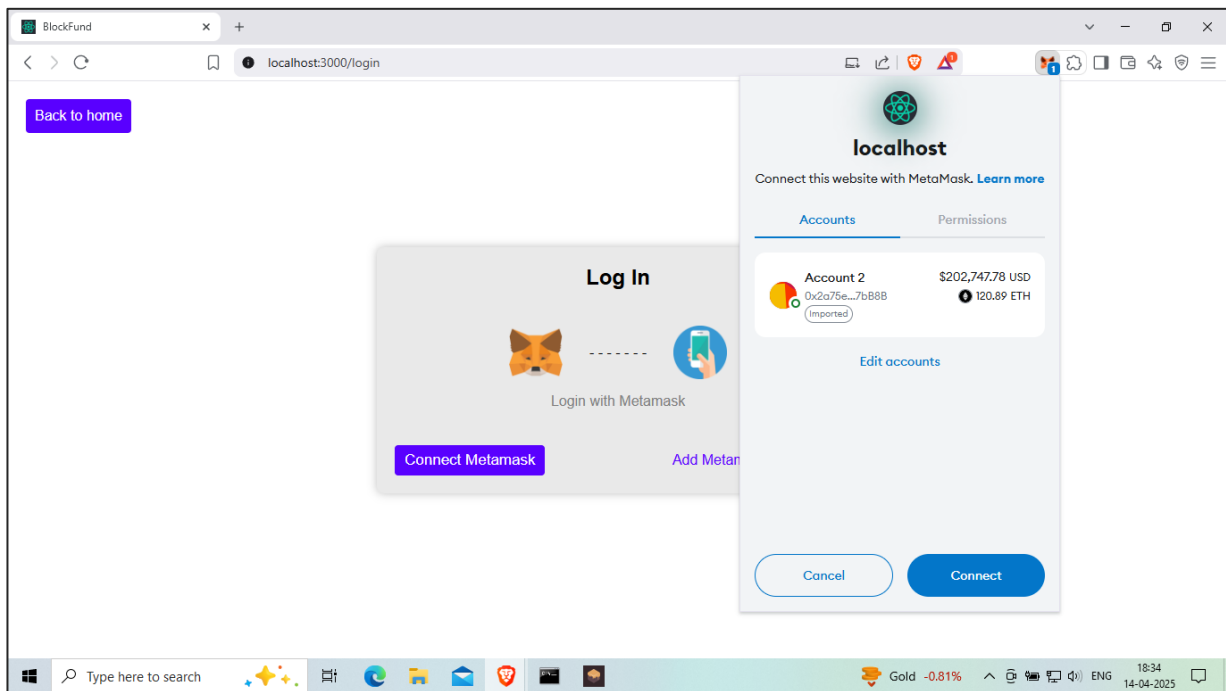 BlockFund
localhost:3000/login
1
Back to home
localhost
Connect this website with MetaMask. Learn more
Accounts
Permissions
Account 2
$202,747.78 USD
0x2a75e...7bB8B
120.89 ETH
Imported
Edit accounts
Cancel
Connect
Log In
-------
Login with Metamask
Connect Metamask
Add Metam
Type here to search
Gold -0.81%
ENG
18:34
14-04-2025